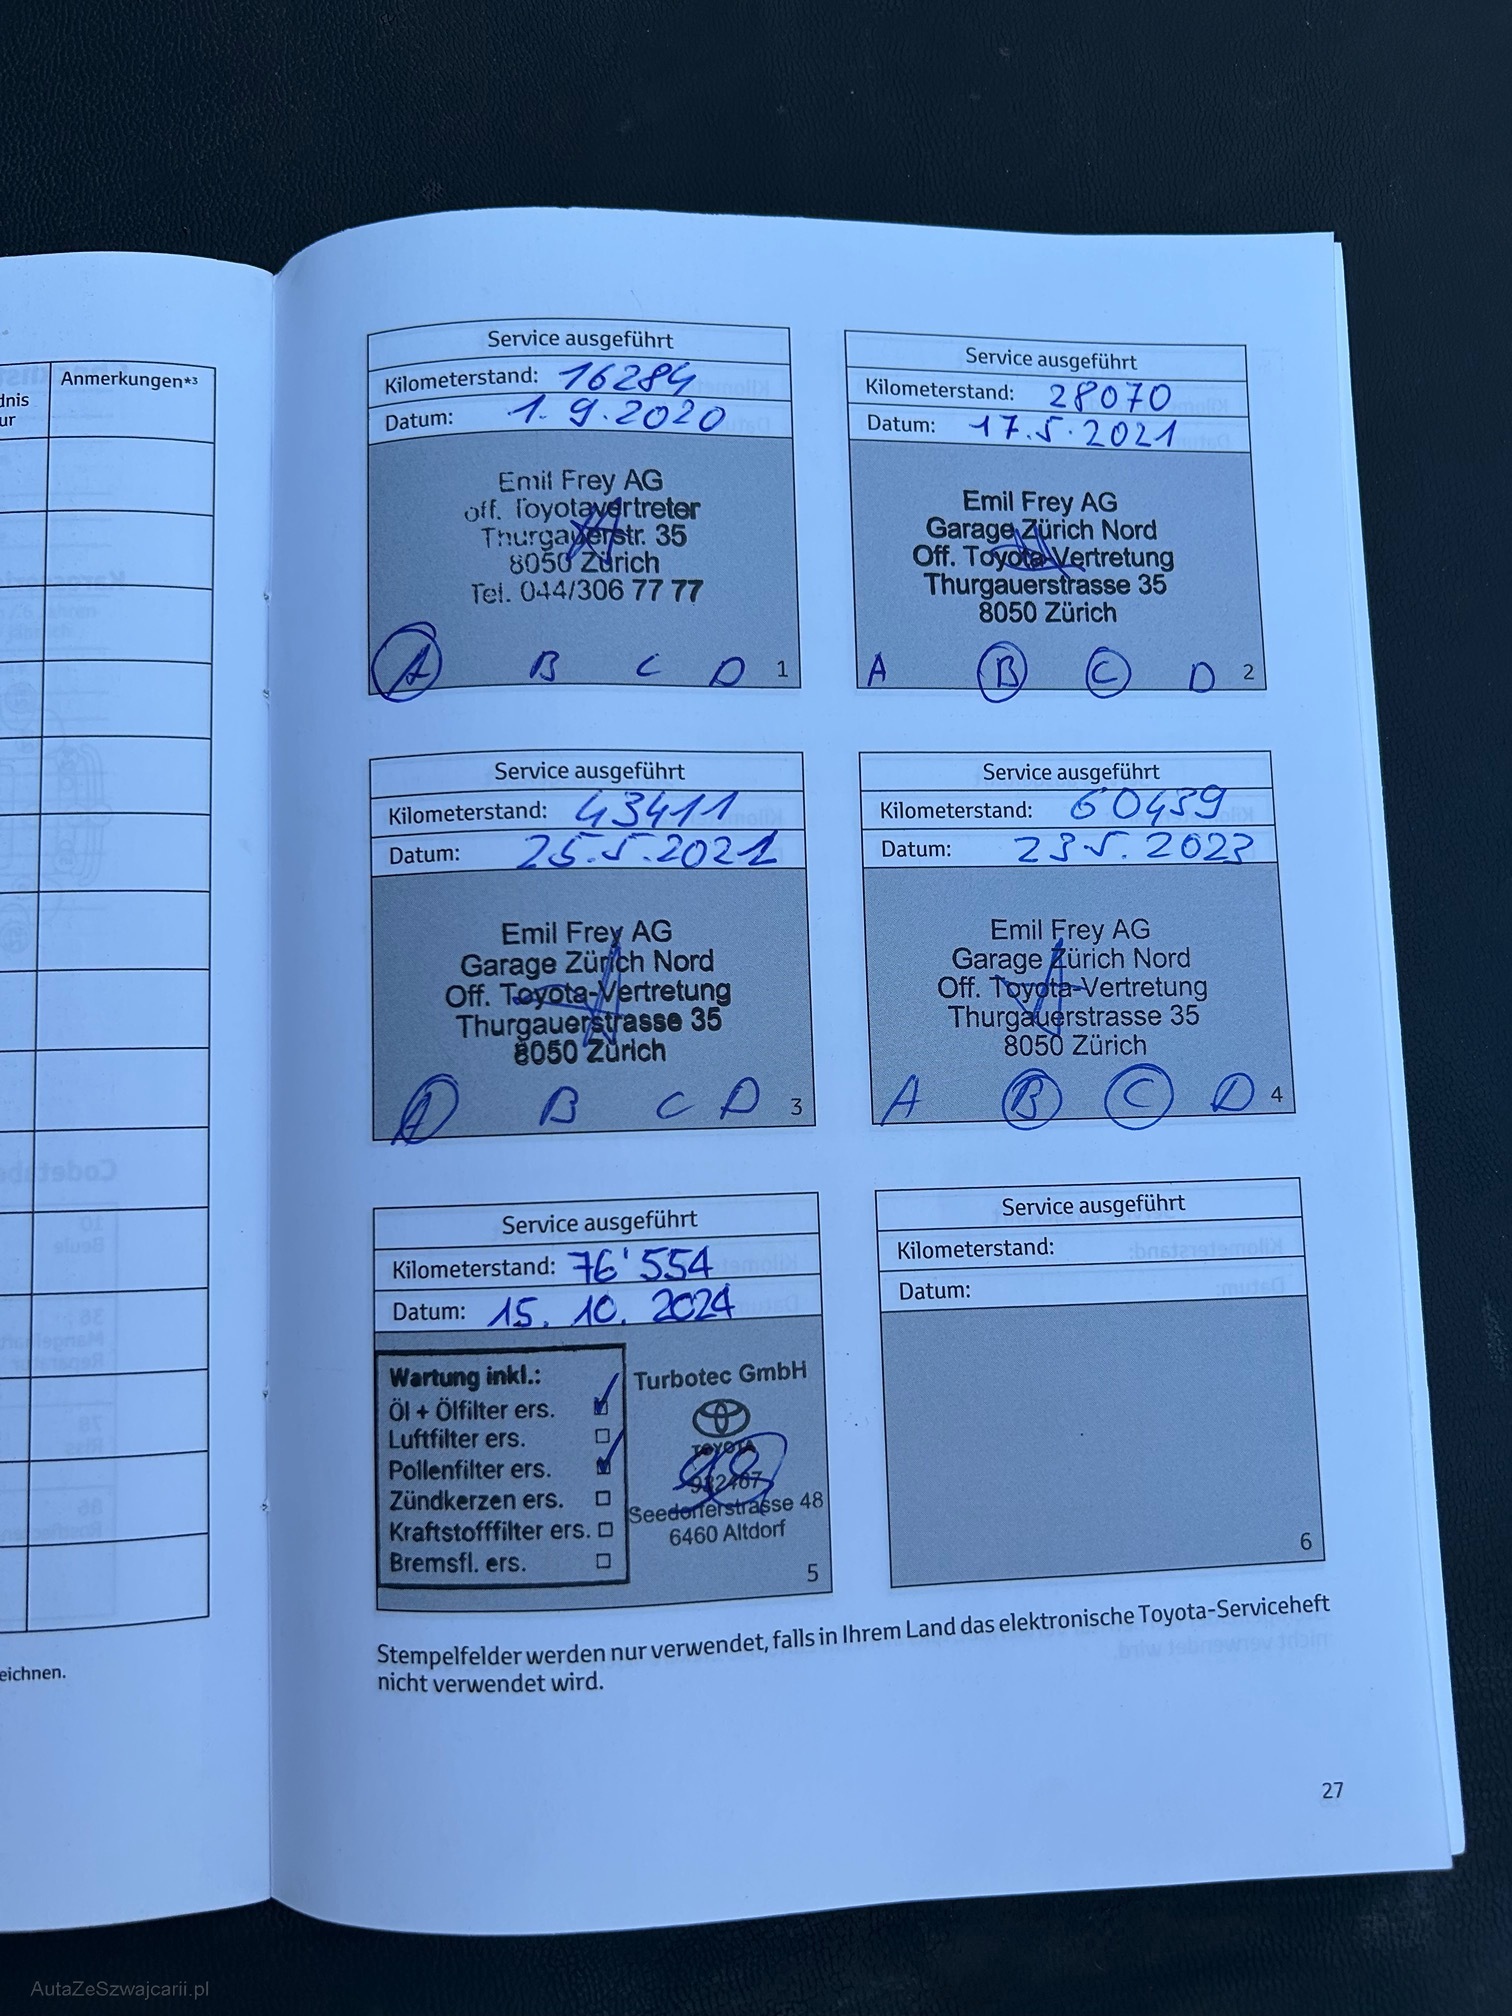 Anmerkungen*³
dnis
ur
eichnen.
Service ausgeführt
Kilometerstand: 16284
Datum: 1.9.2020
Emil Frey AG
off. Toyotavertreter
Thurgauerstr. 35
8050 Zürich
Tel. 044/306 77 77
A B C D 1
Service ausgeführt
Kilometerstand: 28070
Datum: 17.5.2021
Emil Frey AG
Garage Zürich Nord
Off. Toyota-Vertretung
Thurgauerstrasse 35
8050 Zürich
A B C D 2
Service ausgeführt
Kilometerstand: 43411
Datum: 25.5.2021
Emil Frey AG
Garage Zürich Nord
Off. Toyota-Vertretung
Thurgauerstrasse 35
8050 Zürich
A B C D 3
Service ausgeführt
Kilometerstand: 60439
Datum: 23.5.2023
Emil Frey AG
Garage Zürich Nord
Off. Toyota-Vertretung
Thurgauerstrasse 35
8050 Zürich
A B C D 4
Service ausgeführt
Kilometerstand: 76'554
Datum: 15.10.2024
Wartung inkl.:
Öl + Ölfilter ers.
Luftfilter ers.
Pollenfilter ers.
Zündkerzen ers.
Kraftstofffilter ers.
Bremsfl. ers.
Turbotec GmbH
TOYOTA
Seedorferstrasse 48
6460 Altdorf
5
Service ausgeführt
Kilometerstand:
Datum:
6
Stempelfelder werden nur verwendet, falls in Ihrem Land das elektronische Toyota-Serviceheft
nicht verwendet wird.
27
AutaZeSzwajcarii.pl